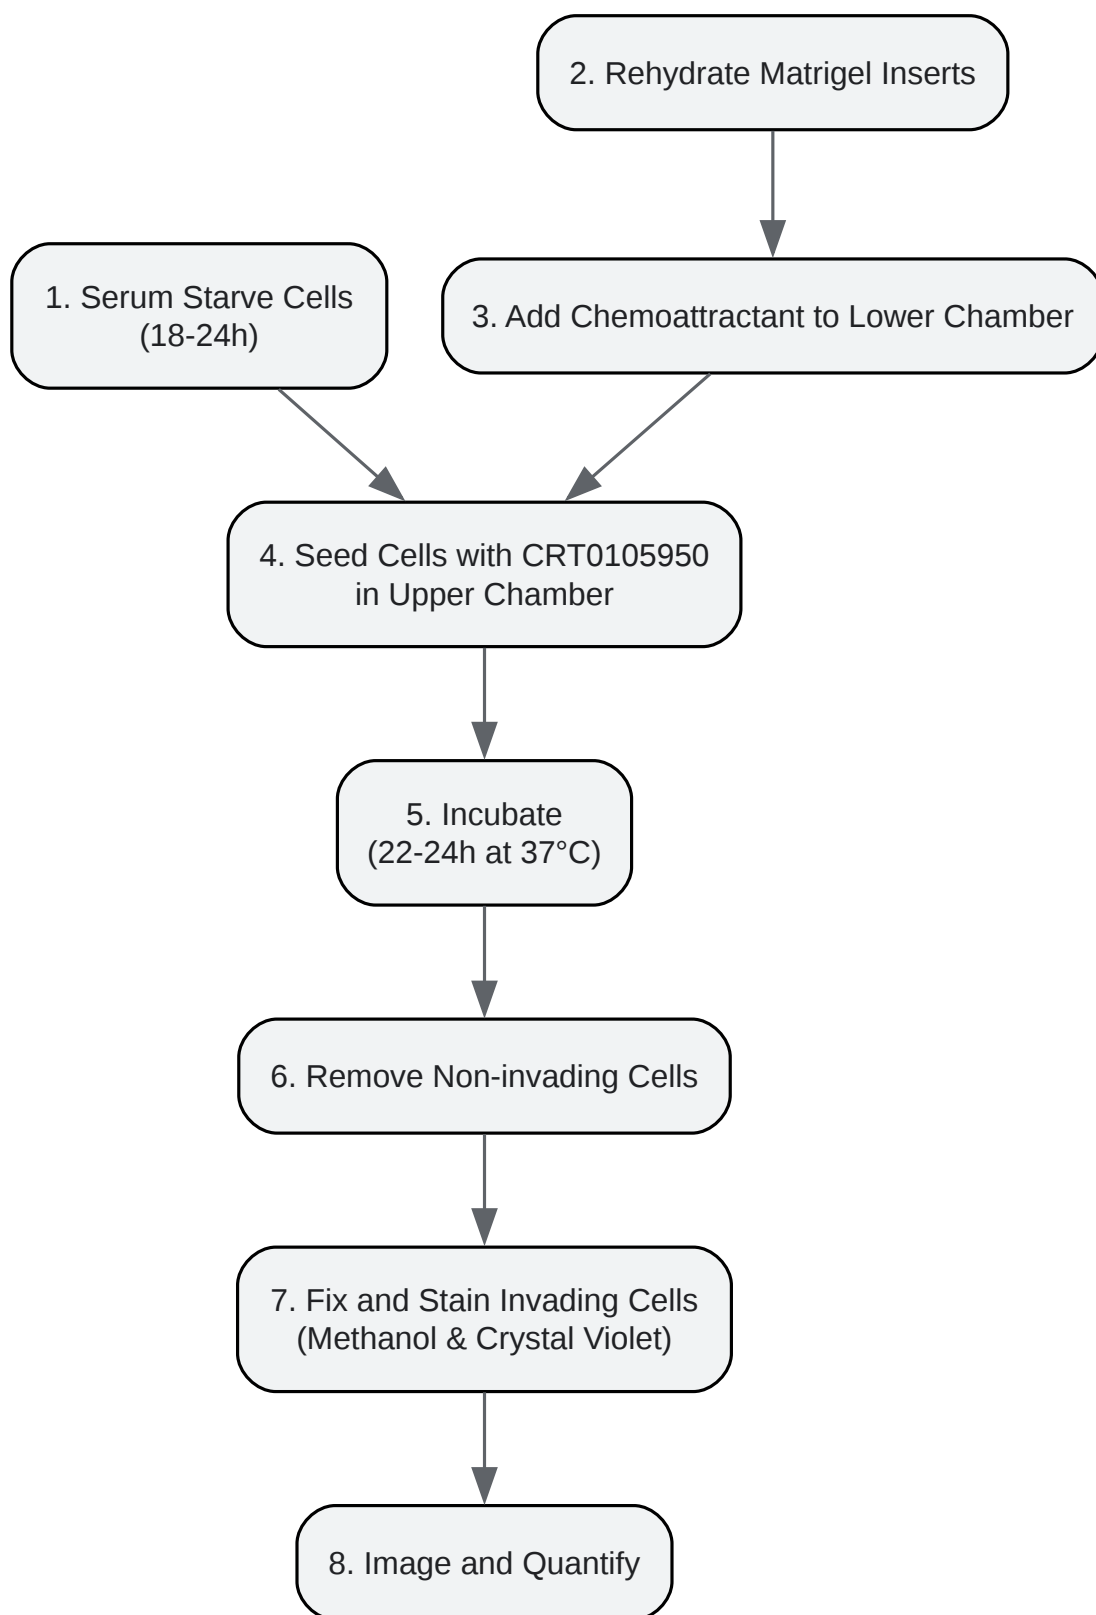 2. Rehydrate Matrigel Inserts
1. Serum Starve Cells
(18-24h)
3. Add Chemoattractant to Lower Chamber
4. Seed Cells with CRT0105950
in Upper Chamber
5. Incubate
(22-24h at 37°C)
6. Remove Non-invading Cells
7. Fix and Stain Invading Cells
(Methanol & Crystal Violet)
8. Image and Quantify